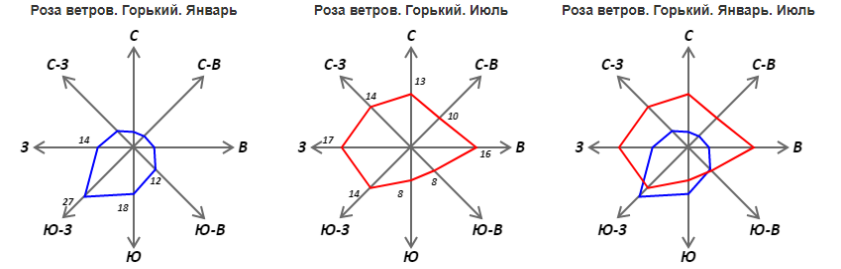 Роза ветров. Горький. Январь
С
С-З
С-В
14
З
В
12
27
18
Ю-З
Ю-В
Ю
Роза ветров. Горький. Июль
С
С-З
13
С-В
14
10
З
17
В
16
14
8
8
Ю-З
Ю-В
Ю
Роза ветров. Горький. Январь. Июль
С
С-З
С-В
З
В
Ю-З
Ю-В
Ю